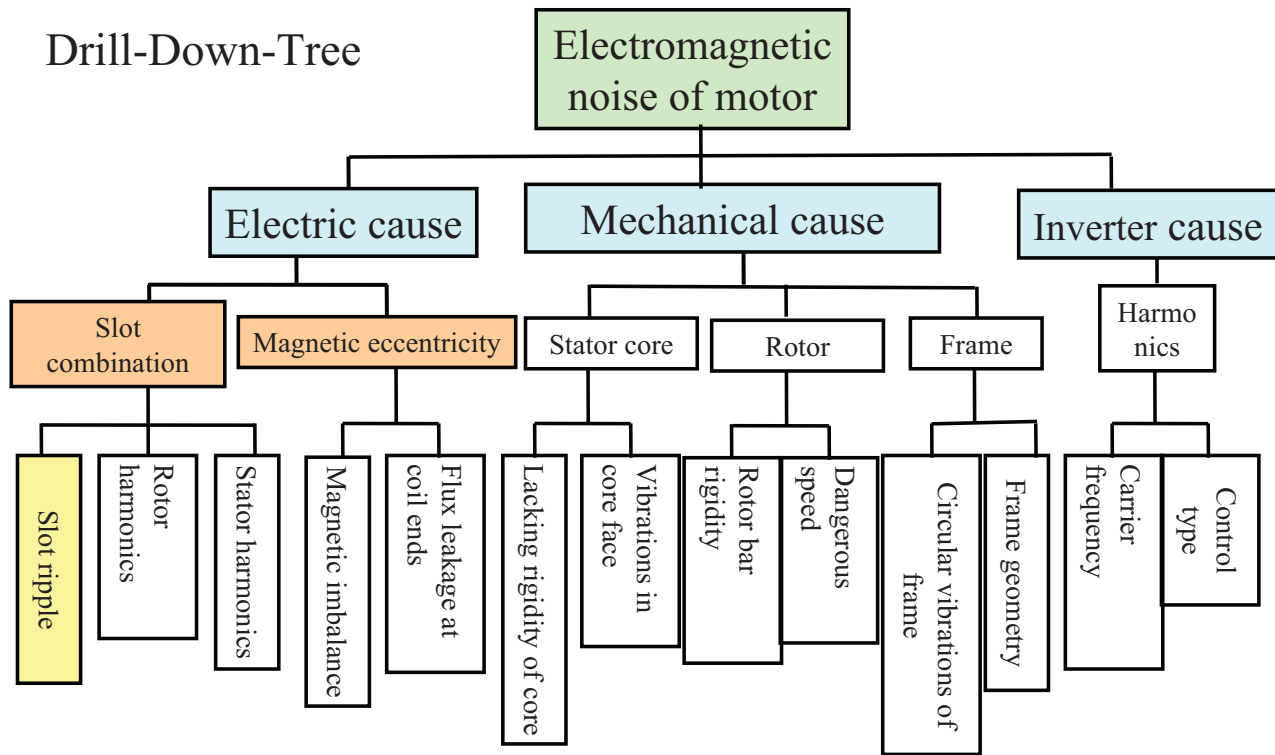 Drill-Down-Tree
Electromagnetic
noise of motor
Electric cause
Mechanical cause
Inverter cause
Slot
combination
Magnetic eccentricity
Stator core
Rotor
Frame
Harmo
nics
Slot ripple
Rotor
harmonics
Stator harmonics
Magnetic imbalance
Flux leakage at
coil ends
Lacking rigidity of core
Vibrations in
core face
Rotor bar
rigidity
Dangerous
speed
Circular vibrations of
frame
Frame geometry
Carrier
frequency
Control
type